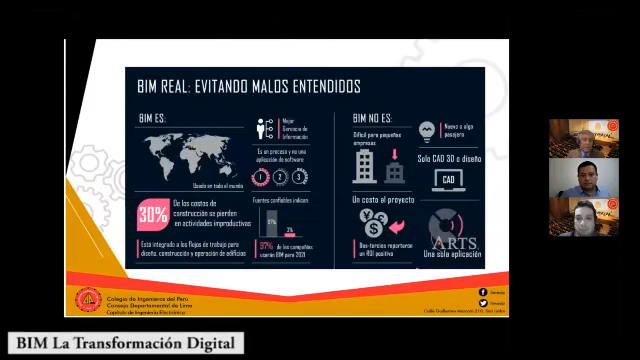 BIM REAL: EVITANDO MALOS ENTENDIDOS
BIM ES:
Usado en todo el mundo
30%
De los costos de
construcción se pierden
en actividades improductivas
Está integrado a los flujos de trabajo para
diseño, construcción y operación de edificios
Mejor
Gerencia de
Información
Es un proceso y no una
aplicación de software
1 2 3
Fuentes confiables indican:
97%
3%
97% de las compañías
usarán BIM para 2021
BIM NO ES:
Difícil para pequeñas
empresas
Nuevo o algo
pasajero
Solo CAD 3D o diseño
CAD
Un costo al proyecto
Dos-tercios reportaron
un ROI positivo
ARTS
Una sola aplicación
Colegio de Ingenieros del Perú
Consejo Departamental de Lima
Capítulo de Ingeniería Electrónica
BIM La Transformación Digital